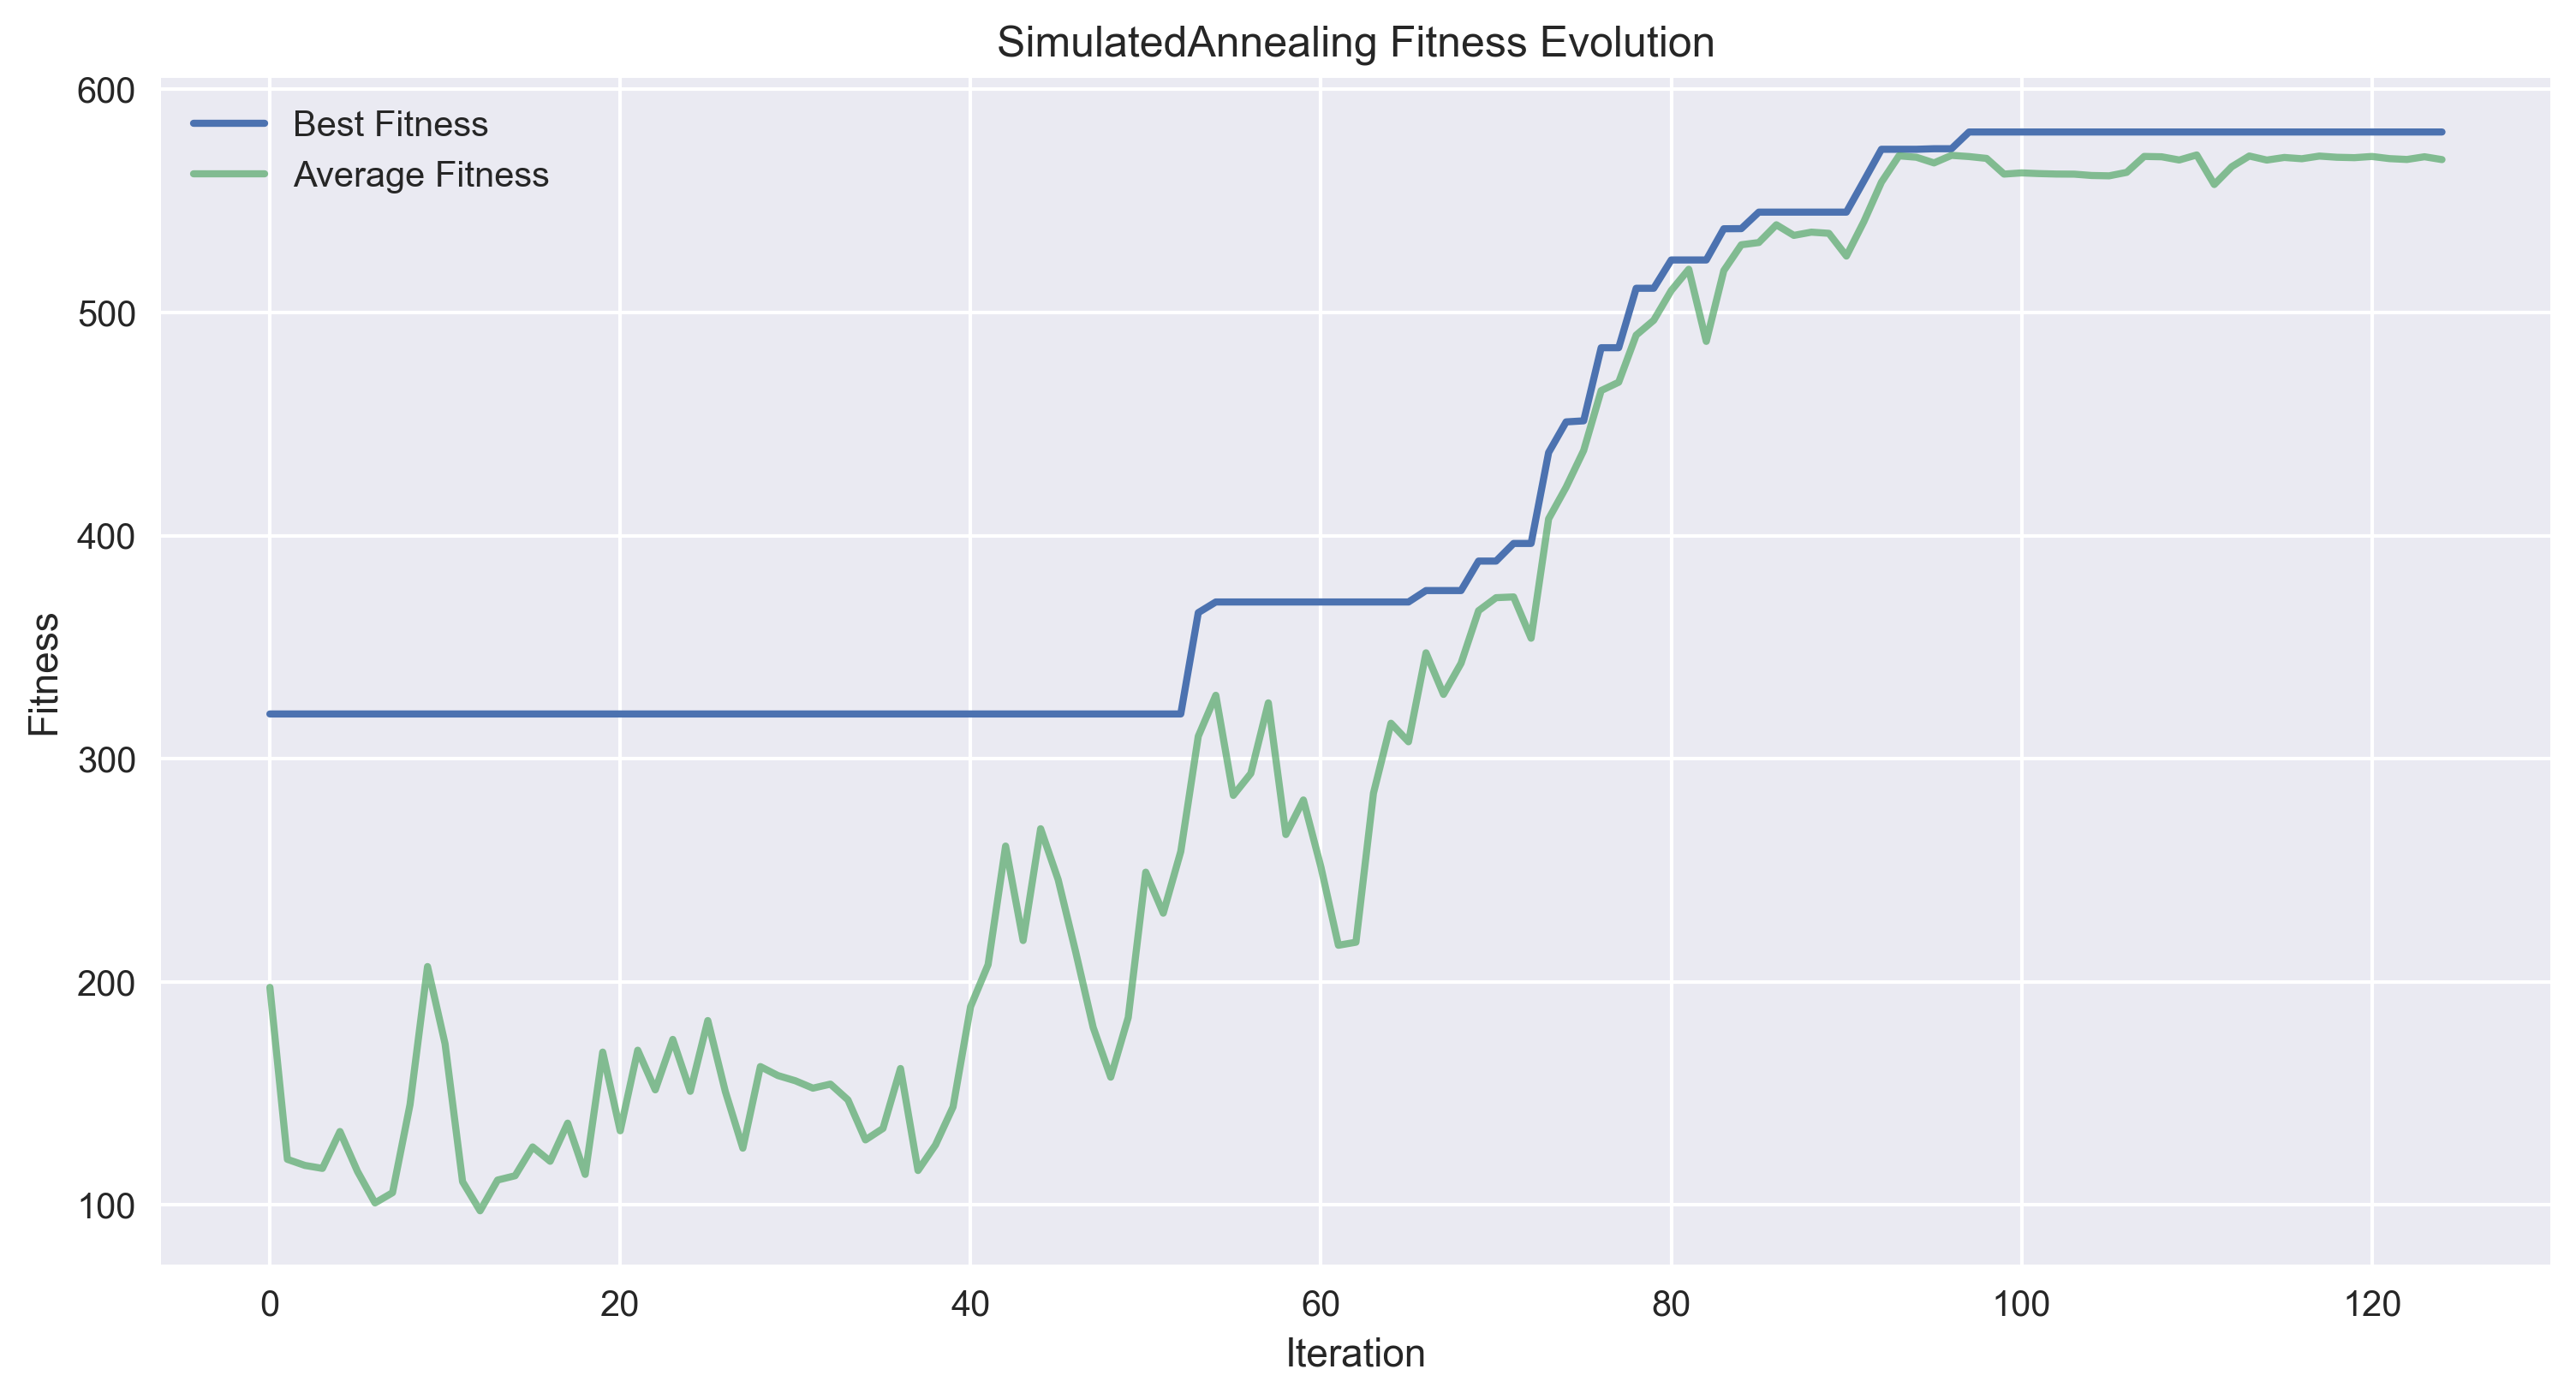 SimulatedAnnealing Fitness Evolution
600
500
400
300
200
100
Fitness
Best Fitness
Average Fitness
0 20 40 60 80 100 120
Iteration